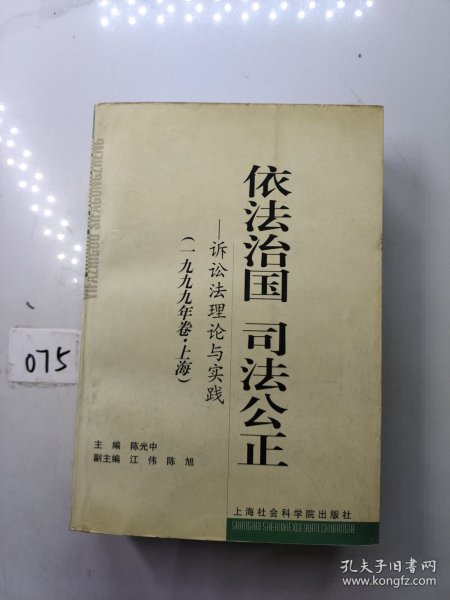 依法治国 司法公正
—诉讼法理论与实践
(一九九九年卷·上海)
主 编 陈光中
副主编 江 伟 陈 旭
上海社会科学院出版社
SHANGHAI SHEHUI KEXUEYUAN CHUBANSHE
YIFAZHIGUO SIFAGONGZHENG
075
孔夫子旧书网
www.kongfz.com